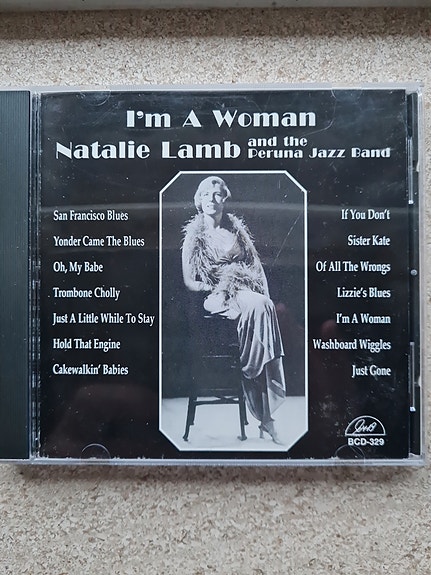 I'm A Woman
Natalie Lamb and the
Peruna Jazz Band
San Francisco Blues
Yonder Came The Blues
Oh, My Babe
Trombone Cholly
Just A Little While To Stay
Hold That Engine
Cakewalkin' Babies
If You Don't
Sister Kate
Of All The Wrongs
Lizzie's Blues
I'm A Woman
Washboard Wiggles
Just Gone
BCD-329